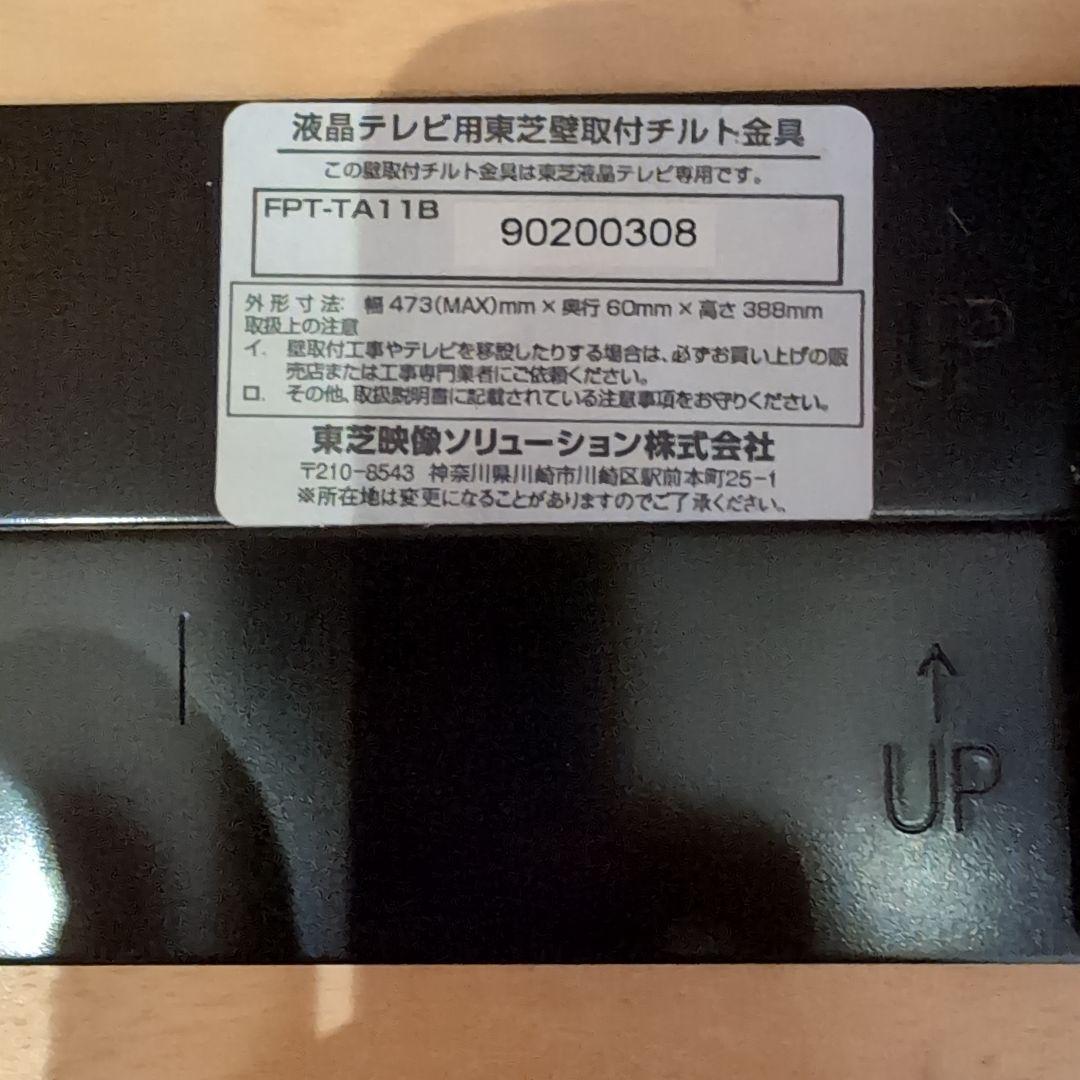 液晶テレビ用東芝壁取付チルト金具
この壁取付チルト金具は東芝液晶テレビ専用です。
FPT-TA11B
90200308
外形寸法: 幅 473(MAX)mm × 奥行 60mm × 高さ 388mm
取扱上の注意
イ. 壁取付工事やテレビを移設したりする場合は、必ずお買い上げの販
売店または工事専門業者にご依頼ください。
ロ. その他、取扱説明書に記載されている注意事項をお守りください。
東芝映像ソリューション株式会社
〒210-8543 神奈川県川崎市川崎区駅前本町25-1
※所在地は変更になることがありますのでご了承ください。
UP
↑
UP